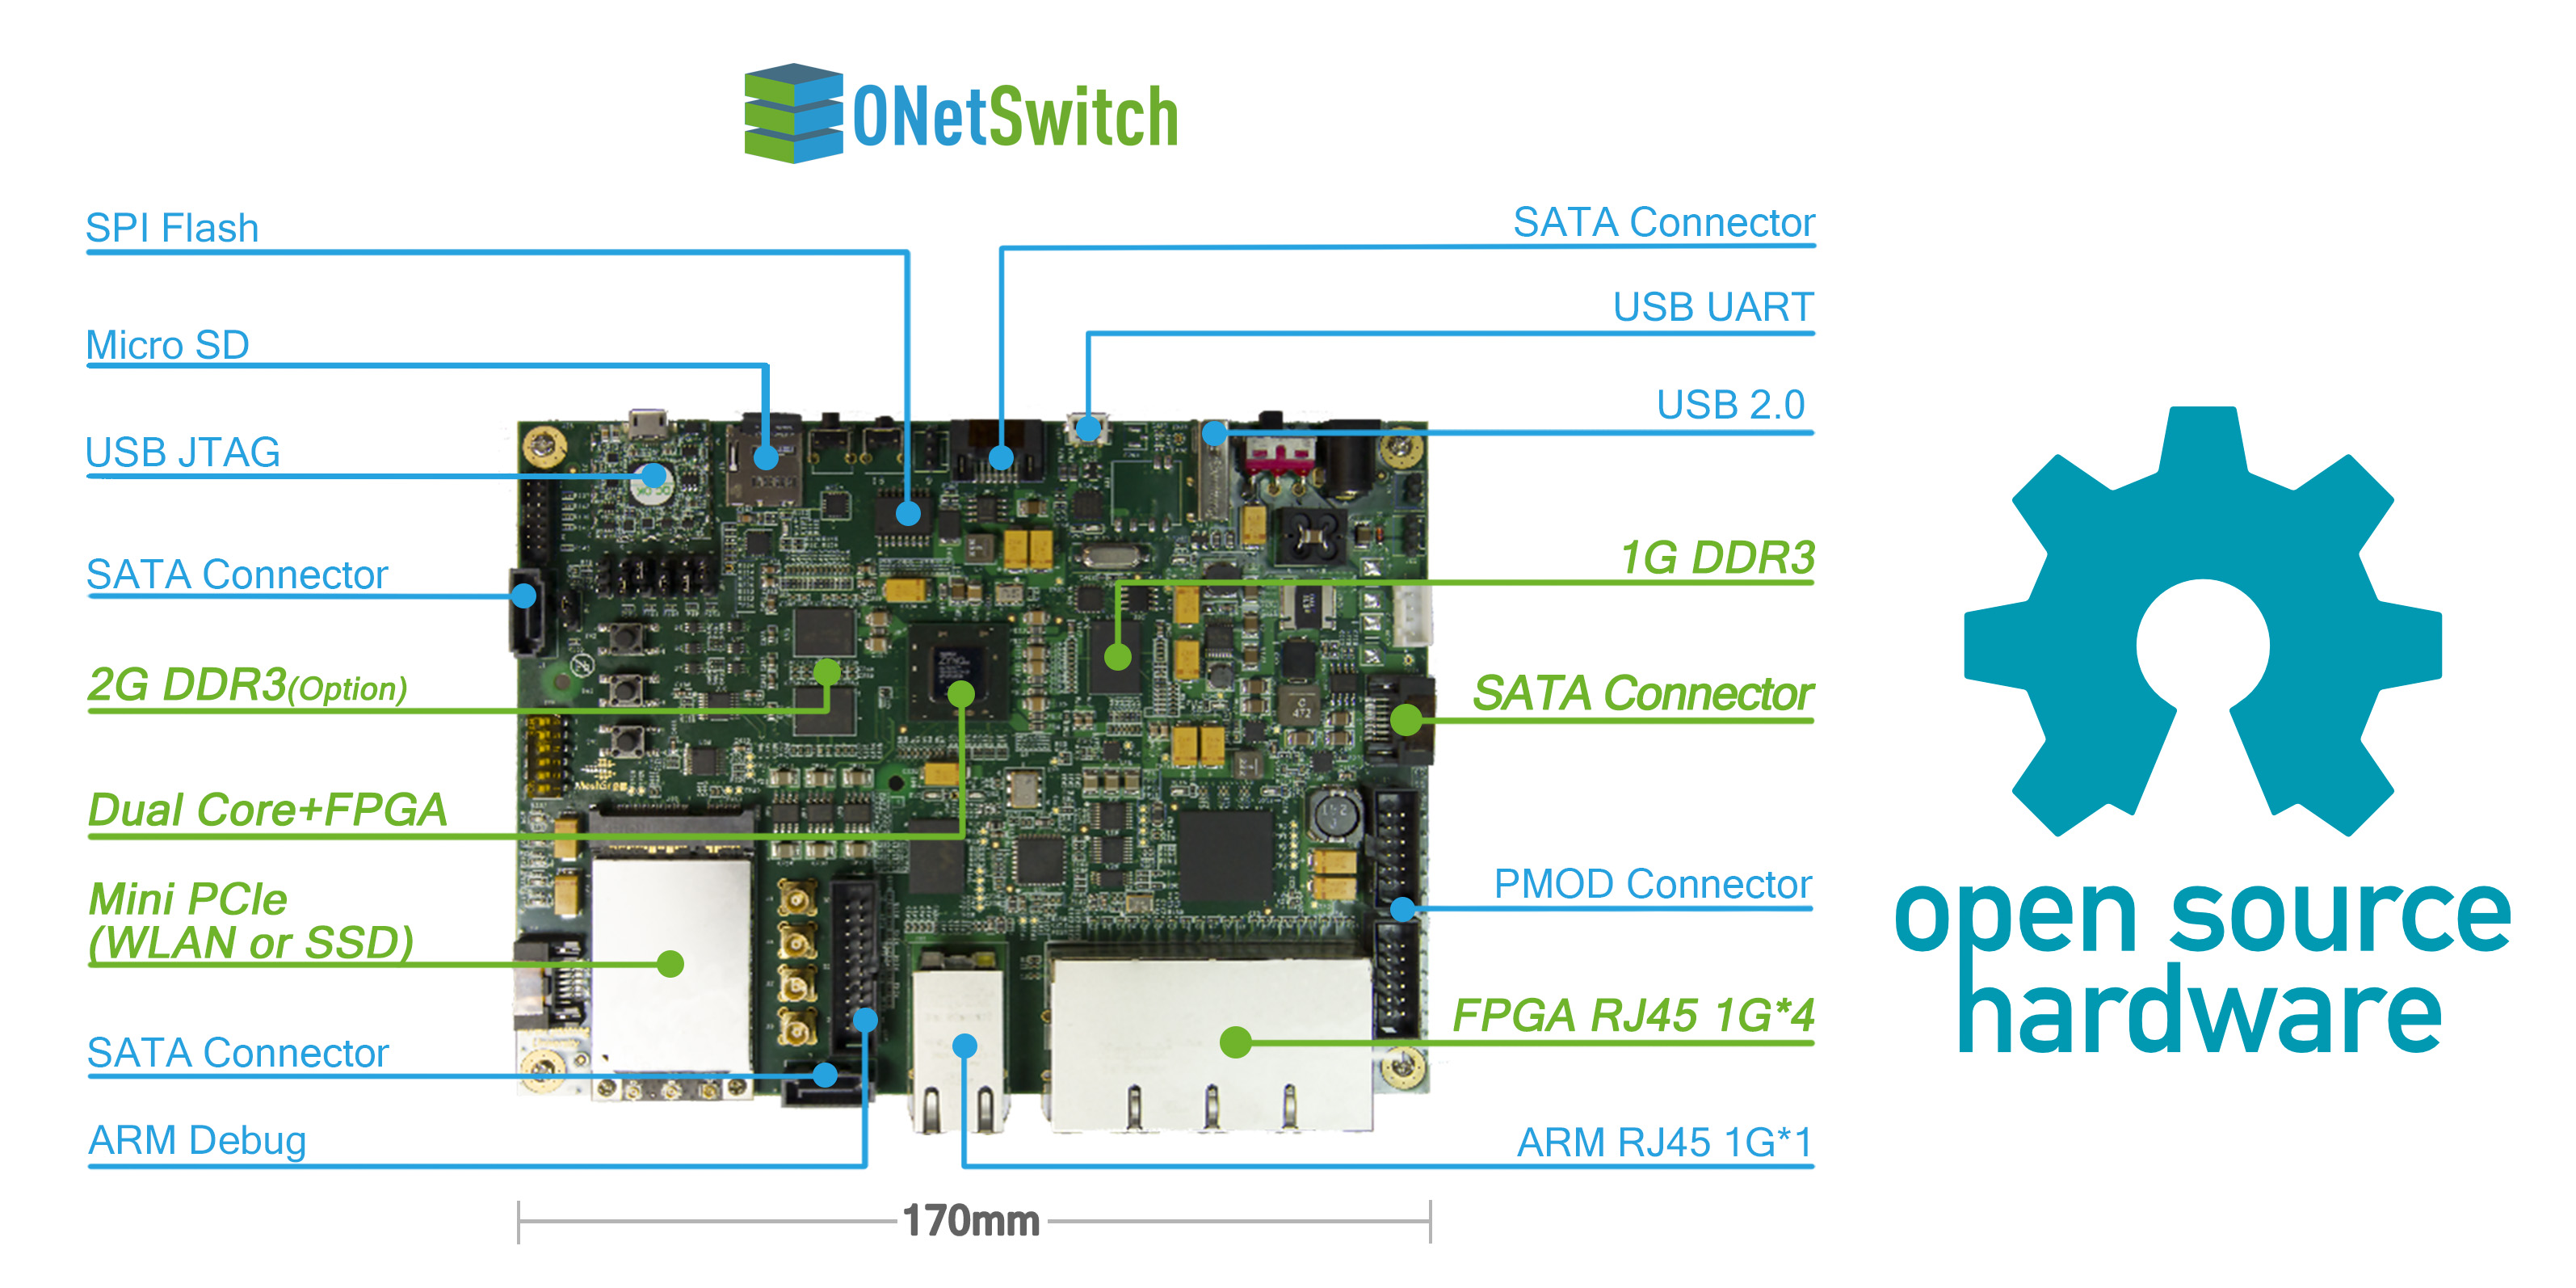 ONetSwitch
SPI Flash
Micro SD
USB JTAG
SATA Connector
2G DDR3(Option)
Dual Core+FPGA
Mini PCIe
(WLAN or SSD)
SATA Connector
ARM Debug
SATA Connector
USB UART
USB 2.0
1G DDR3
SATA Connector
PMOD Connector
FPGA RJ45 1G*4
ARM RJ45 1G*1
170mm
open source
hardware